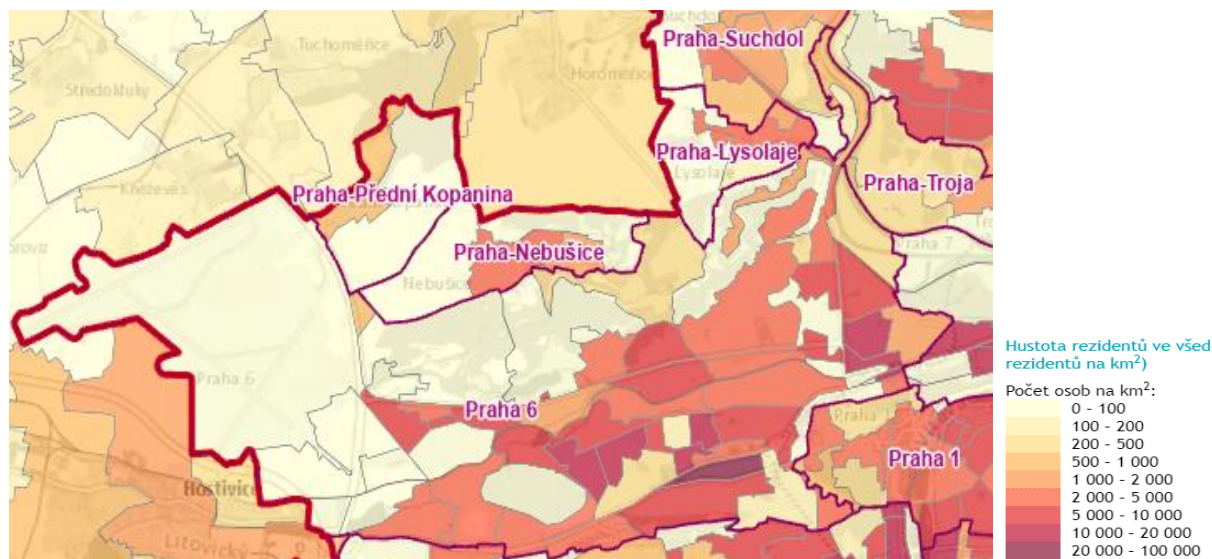 Praha-Suchdol
Tuchoměřice
Horoměřice
Středokluky
Praha-Lysolaje
Lysolaje
Kněževes
Praha-Přední Kopanina
Praha-Troja
Praha 7
Praha-Nebušice
Nebušice
Praha 6
Praha 6
Praha 1
Praha 1
Hostivice
Litovický
Hustota rezidentů ve všed
rezidentů na km²)
Počet osob na km²:
0 - 100
100 - 200
200 - 500
500 - 1 000
1 000 - 2 000
2 000 - 5 000
5 000 - 10 000
10 000 - 20 000
20 000 - 100 000